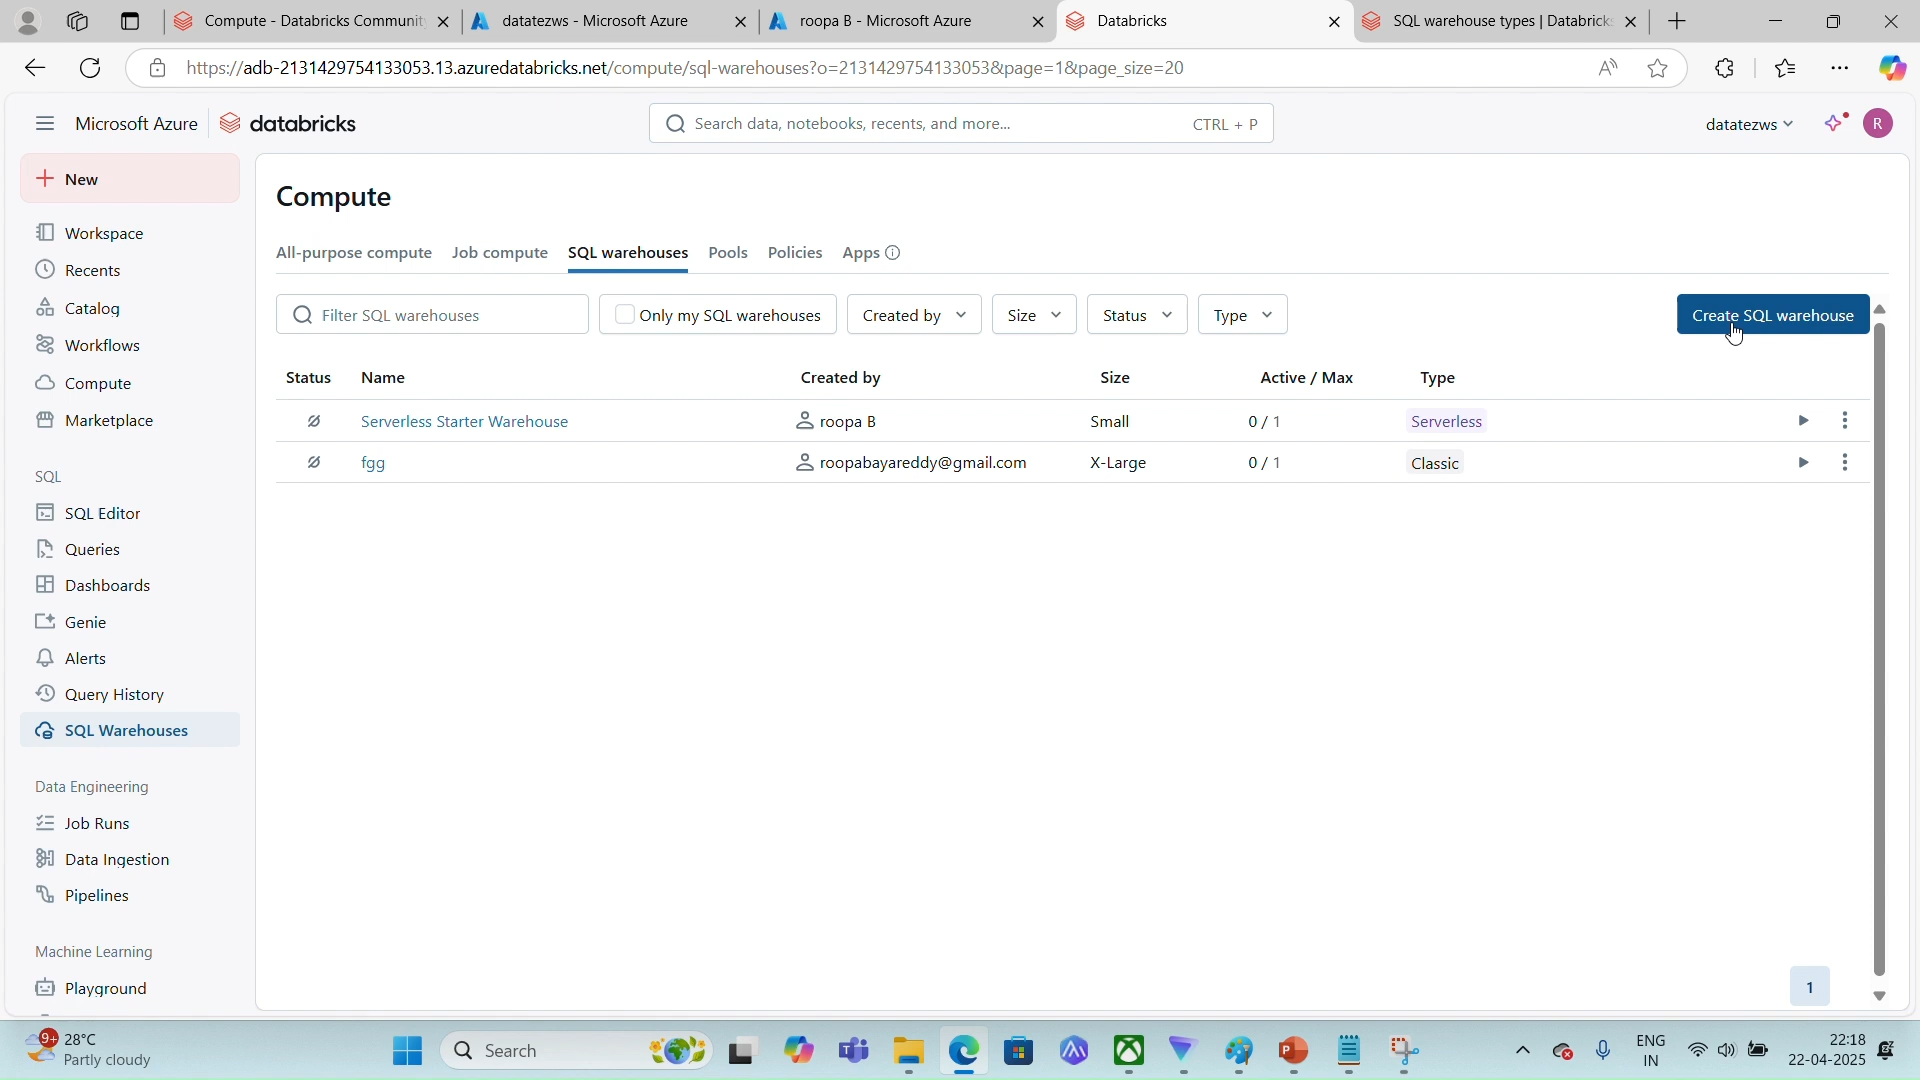 Compute - Databricks Communit
datatezws - Microsoft Azure
roopa B - Microsoft Azure
Databricks
SQL warehouse types | Databricks
https://adb-2131429754133053.13.azuredatabricks.net/compute/sql-warehouses?o=2131429754133053&page=1&page_size=20
Microsoft Azure databricks
Search data, notebooks, recents, and more... CTRL + P
datatezws
R
New
Workspace
Recents
Catalog
Workflows
Compute
Marketplace
SQL
SQL Editor
Queries
Dashboards
Genie
Alerts
Query History
SQL Warehouses
Data Engineering
Job Runs
Data Ingestion
Pipelines
Machine Learning
Playground
Compute
All-purpose compute Job compute SQL warehouses Pools Policies Apps
Filter SQL warehouses Only my SQL warehouses Created by Size Status Type Create SQL warehouse
Status Name Created by Size Active / Max Type
Serverless Starter Warehouse roopa B Small 0 / 1 Serverless
fgg roopabayareddy@gmail.com X-Large 0 / 1 Classic
1
9+
28°C
Partly cloudy
Search
ENG
IN
22:18
22-04-2025